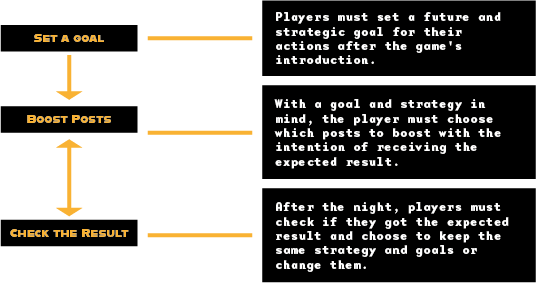 Set a goal
Players must set a future and
strategic goal for their
actions after the game's
introduction.
Boost Posts
With a goal and strategy in
mind, the player must choose
which posts to boost with the
intention of receiving the
expected result.
Check the Result
After the night, players must
check if they got the expected
result and choose to keep the
same strategy and goals or
change them.